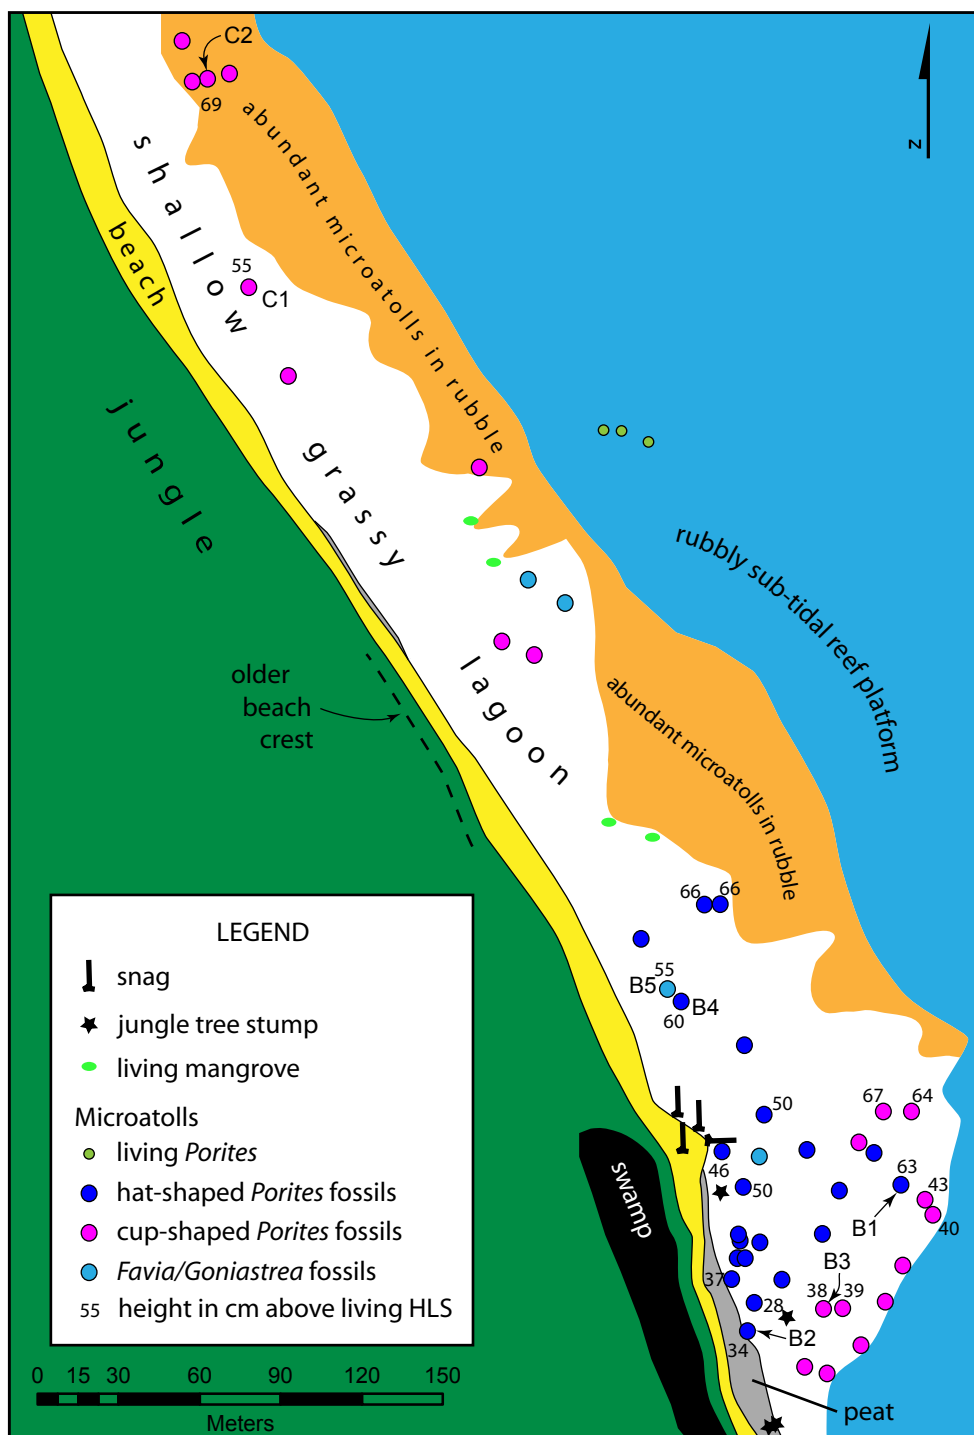 C2
69
abundant microatolls in rubble
z
shallow grassy lagoon
beach
55
C1
jungle
rubbly sub-tidal reef platform
older
beach
crest
abundant microatolls in rubble
66
66
55
B5
B4
60
50
67
64
46
50
63
43
40
B1
swamp
37
28
B3
38
39
34
B2
peat
LEGEND
snag
jungle tree stump
living mangrove
Microatolls
living Porites
hat-shaped Porites fossils
cup-shaped Porites fossils
Favia/Goniastrea fossils
55 height in cm above living HLS
0 15 30 60 90 120 150
Meters